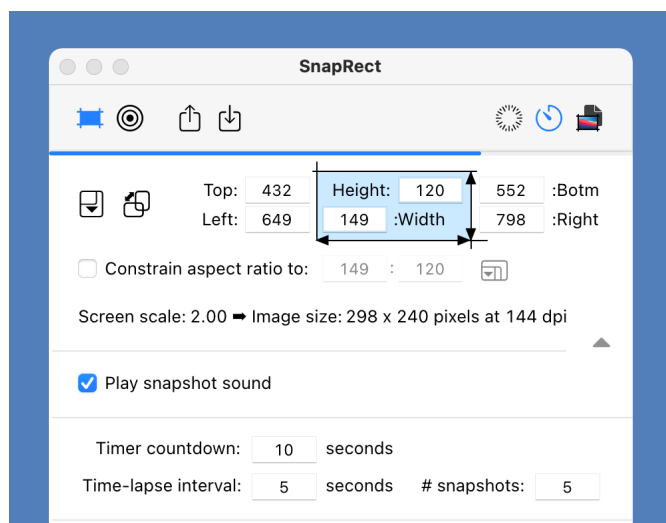 SnapRect
Top: 432 Height: 120 552 :Botm
Left: 649 149 :Width 798 :Right
Constrain aspect ratio to: 149 : 120
Screen scale: 2.00 ➡ Image size: 298 x 240 pixels at 144 dpi
Play snapshot sound
Timer countdown: 10 seconds
Time-lapse interval: 5 seconds # snapshots: 5